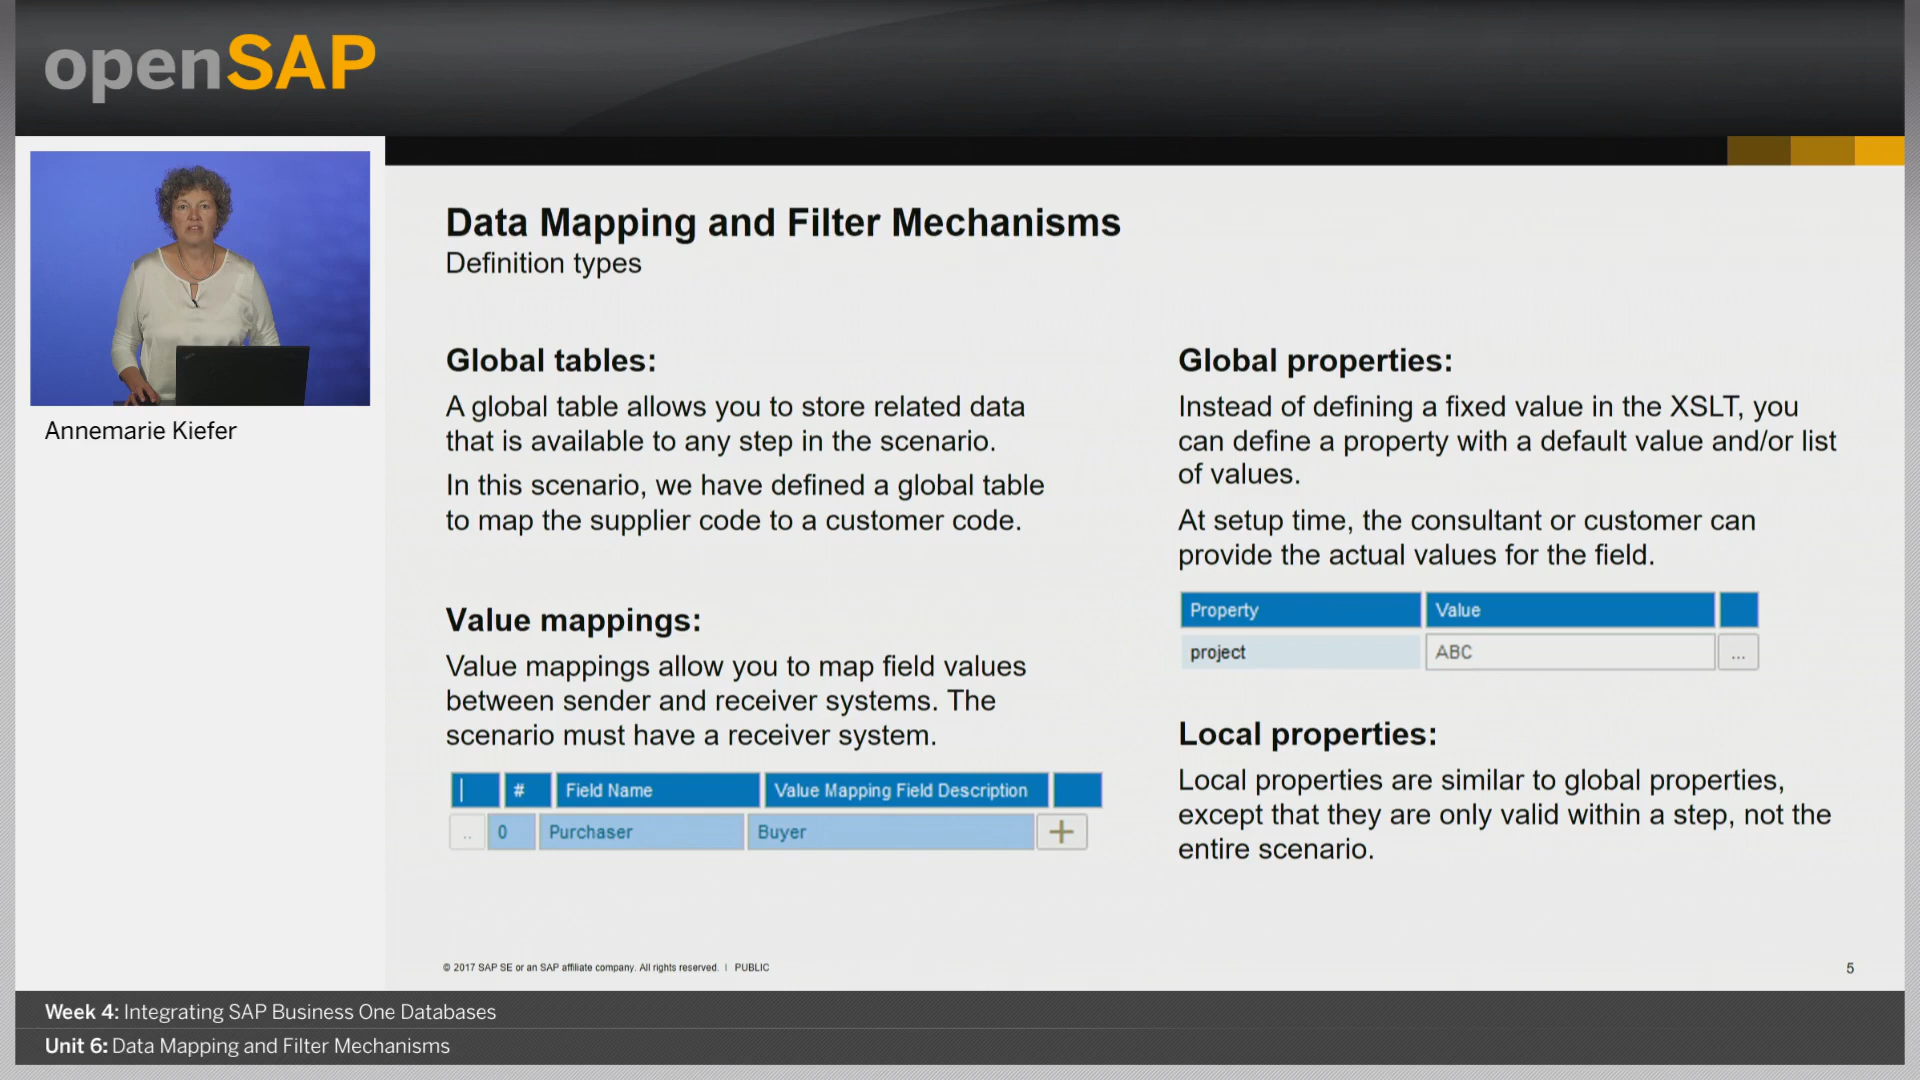 openSAP
Annemarie Kiefer
Data Mapping and Filter Mechanisms
Definition types
Global tables:
A global table allows you to store related data
that is available to any step in the scenario.
In this scenario, we have defined a global table
to map the supplier code to a customer code.
Value mappings:
Value mappings allow you to map field values
between sender and receiver systems. The
scenario must have a receiver system.
# Field Name Value Mapping Field Description
.. 0 Purchaser Buyer +
Global properties:
Instead of defining a fixed value in the XSLT, you
can define a property with a default value and/or list
of values.
At setup time, the consultant or customer can
provide the actual values for the field.
Property Value
project ABC ...
Local properties:
Local properties are similar to global properties,
except that they are only valid within a step, not the
entire scenario.
© 2017 SAP SE or an SAP affiliate company. All rights reserved. | PUBLIC
5
Week 4: Integrating SAP Business One Databases
Unit 6: Data Mapping and Filter Mechanisms